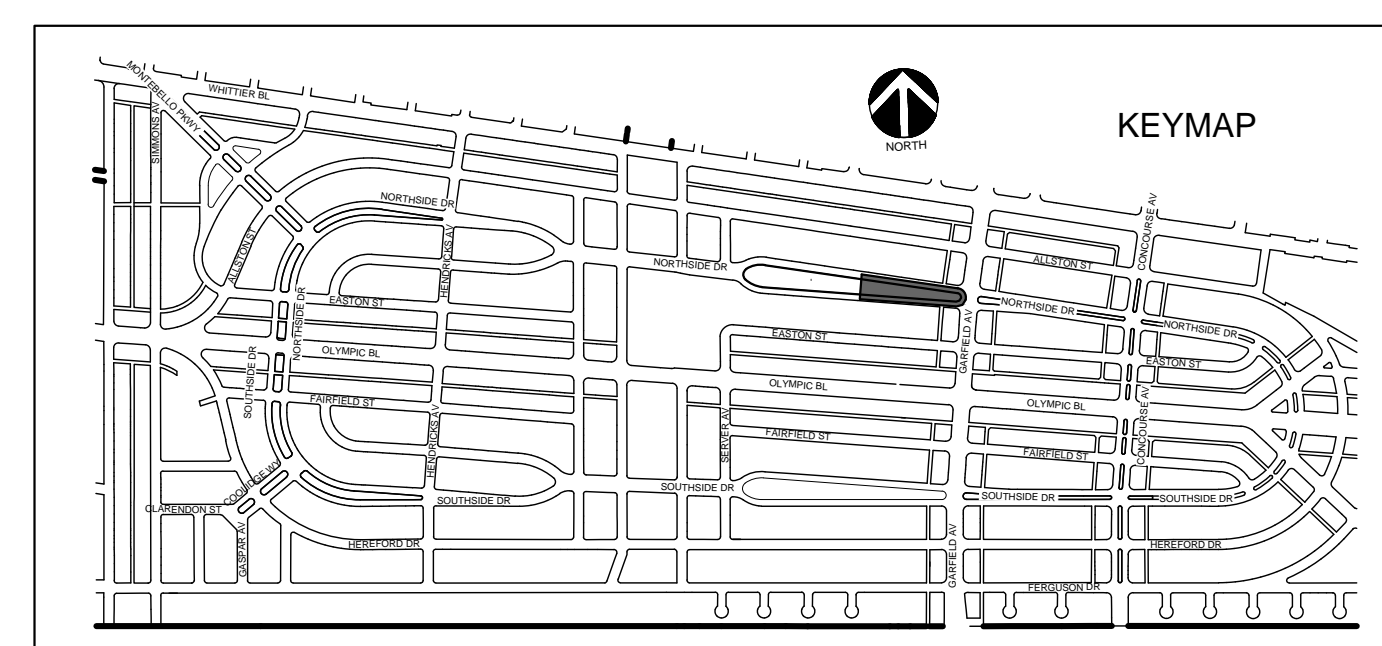 MONTEBELLO PKWY
SIMMONS AV
WHITTIER BL
NORTH
KEYMAP
CONCOURSE AV
NORTHSIDE DR
ALLSTON ST
HENDRICKS AV
NORTHSIDE DR
ALLSTON ST
EASTON ST
NORTHSIDE DR
NORTHSIDE DR
NORTHSIDE DR
GARFIELD AV
EASTON ST
EASTON ST
OLYMPIC BL
SOUTHSIDE DR
OLYMPIC BL
OLYMPIC BL
FAIRFIELD ST
HENDRICKS AV
SERVER AV
FAIRFIELD ST
FAIRFIELD ST
CONCOURSE AV
COOLIDGE WY
SOUTHSIDE DR
SOUTHSIDE DR
SOUTHSIDE DR
SOUTHSIDE DR
CLARENDON ST
GASPAR AV
HEREFORD DR
GARFIELD AV
HEREFORD DR
FERGUSON DR